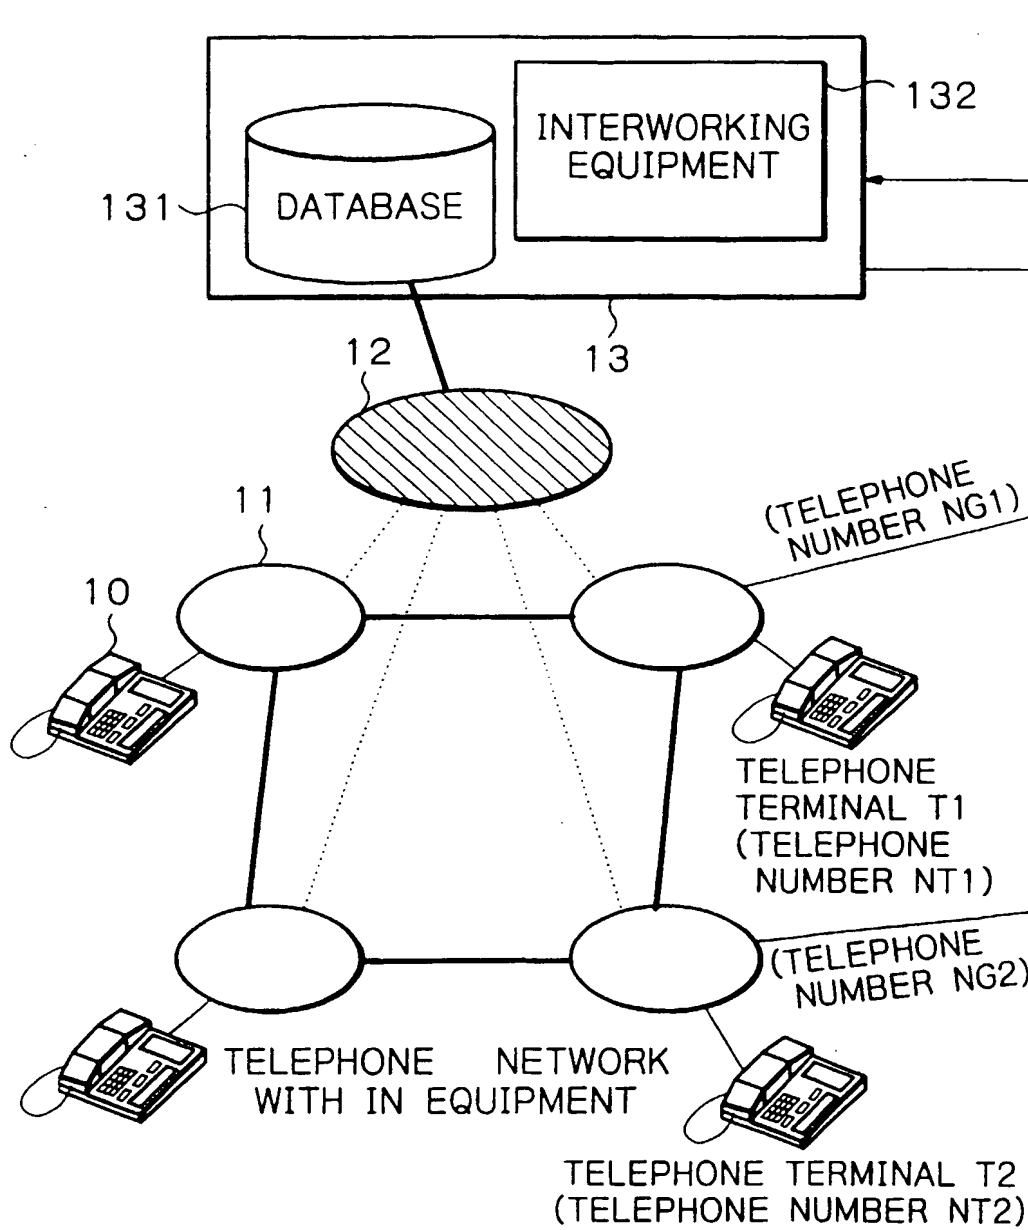 132
INTERWORKING
EQUIPMENT
131
DATABASE
13
12
(TELEPHONE
NUMBER NG1)
11
10
TELEPHONE
TERMINAL T1
(TELEPHONE
NUMBER NT1)
(TELEPHONE
NUMBER NG2)
TELEPHONE NETWORK
WITH IN EQUIPMENT
TELEPHONE TERMINAL T2
(TELEPHONE NUMBER NT2)